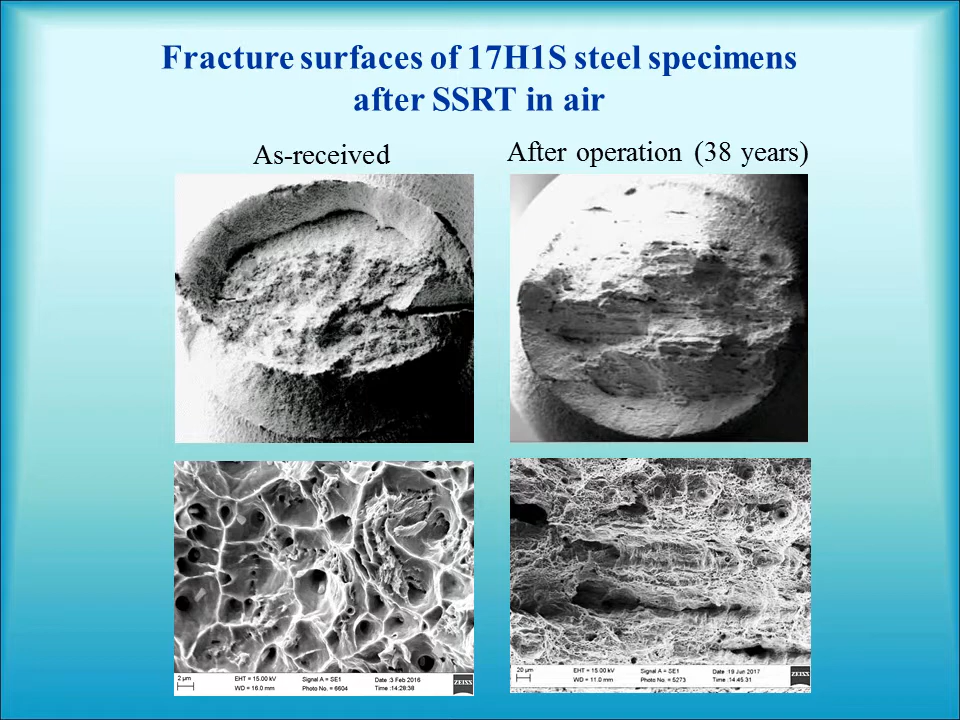 Fracture surfaces of 17H1S steel specimens
after SSRT in air
As-received
After operation (38 years)
2 µm EHT = 15.00 kV Signal A = SE1 Date :3 Feb 2016 ZEISS
WD = 16.0 mm Photo No. = 6604 Time :14:28:38
20 µm EHT = 15.00 kV Signal A = SE1 Date :19 Jun 2017 ZEISS
WD = 11.0 mm Photo No. = 5273 Time :14:45:31